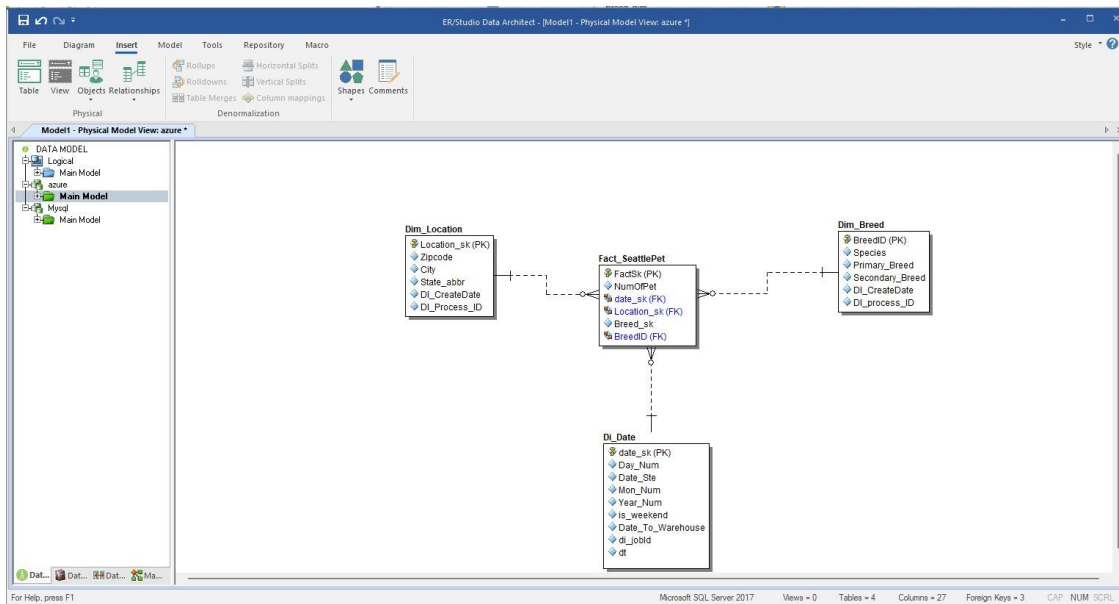 ER/Studio Data Architect - [Model1 - Physical Model View: azure *]
File Diagram Insert Model Tools Repository Macro Style
Table View Objects Relationships
Rollups Horizontal Splits
Rolldowns Vertical Splits
Table Merges Column mappings
Shapes Comments
Physical Denormalization
Model1 - Physical Model View: azure *
DATA MODEL
Logical
Main Model
azure
Main Model
Mysql
Main Model
Dim_Location
Location_sk (PK)
Zipcode
City
State_abbr
DI_CreateDate
DI_Process_ID
Fact_SeattlePet
FactSk (PK)
NumOfPet
date_sk (FK)
Location_sk (FK)
Breed_sk
BreedID (FK)
Dim_Breed
BreedID (PK)
Species
Primary_Breed
Secondary_Breed
DI_CreateDate
DI_process_ID
Di_Date
date_sk (PK)
Day_Num
Date_Ste
Mon_Num
Year_Num
is_weekend
Date_To_Warehouse
di_jobId
dt
Dat... Dat... Dat... Ma...
For Help, press F1 Microsoft SQL Server 2017 Views = 0 Tables = 4 Columns = 27 Foreign Keys = 3 CAP NUM SCRL